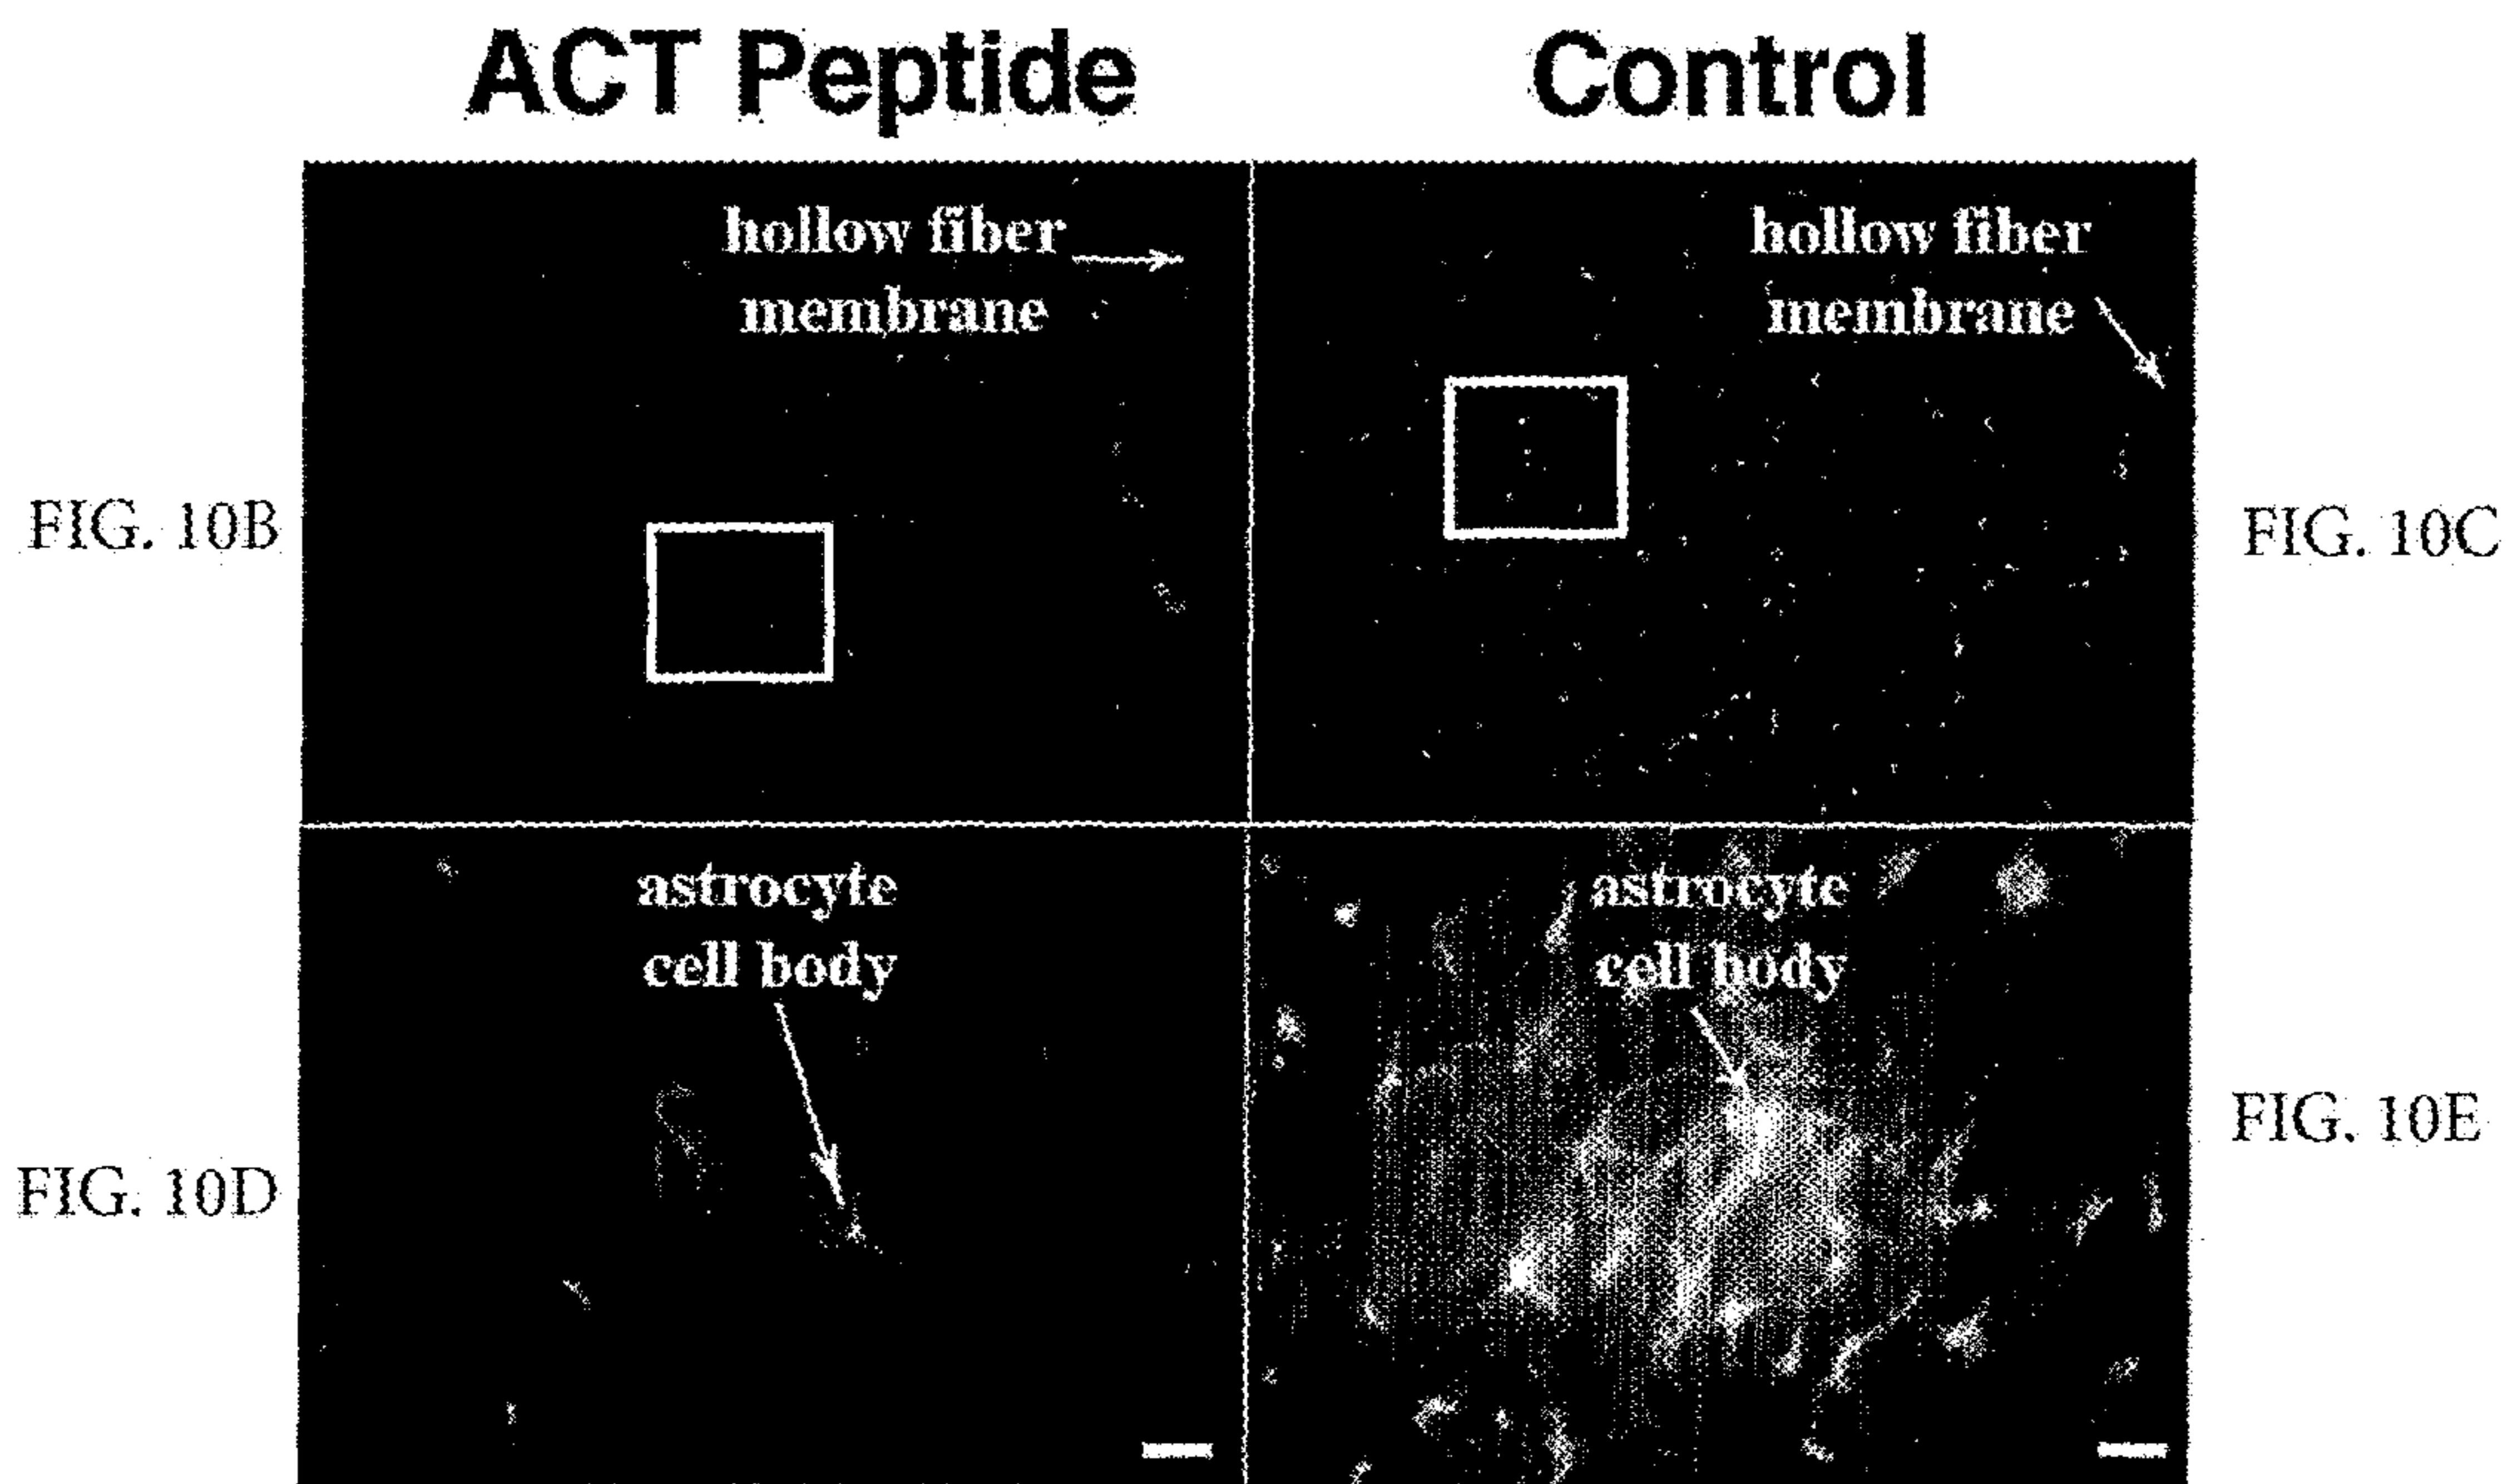 ACT Peptide
Control
hollow fiber
membrane
hollow fiber
membrane
FIG. 10B
FIG. 10C
astrocyte
cell body
astrocyte
cell body
FIG. 10D
FIG. 10E